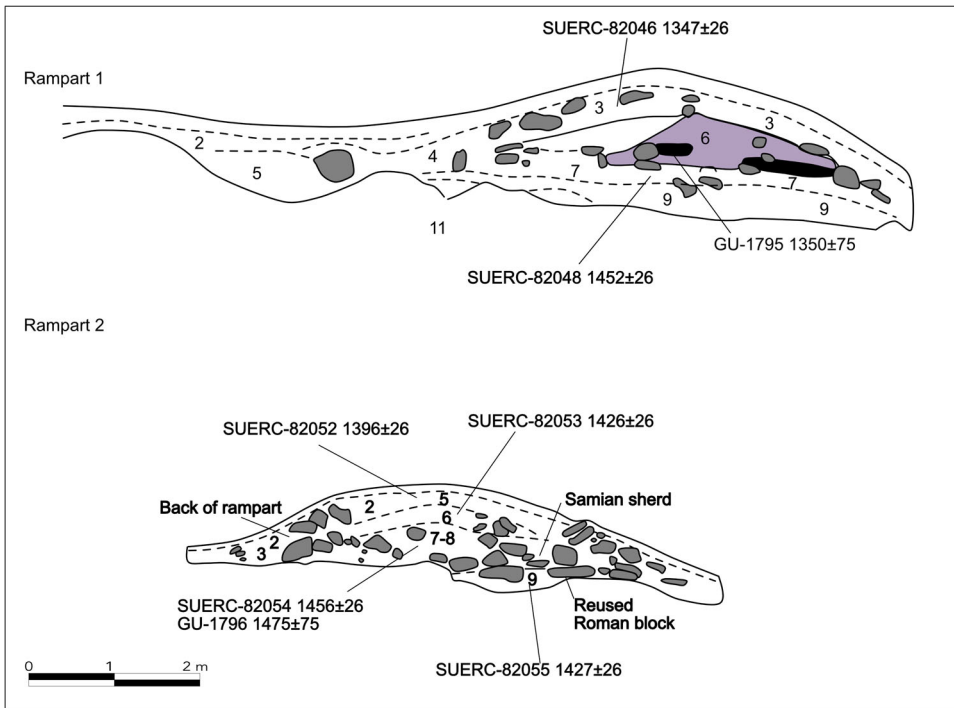 SUERC-82046 1347±26
Rampart 1
3
3
2
6
4
5
7
7
9
9
11
GU-1795 1350±75
SUERC-82048 1452±26
Rampart 2
SUERC-82053 1426±26
SUERC-82052 1396±26
5
Samian sherd
2
6
Back of rampart
2
7-8
3
9
SUERC-82054 1456±26
GU-1796 1475±75
Reused
Roman block
SUERC-82055 1427±26
0 1 2 m